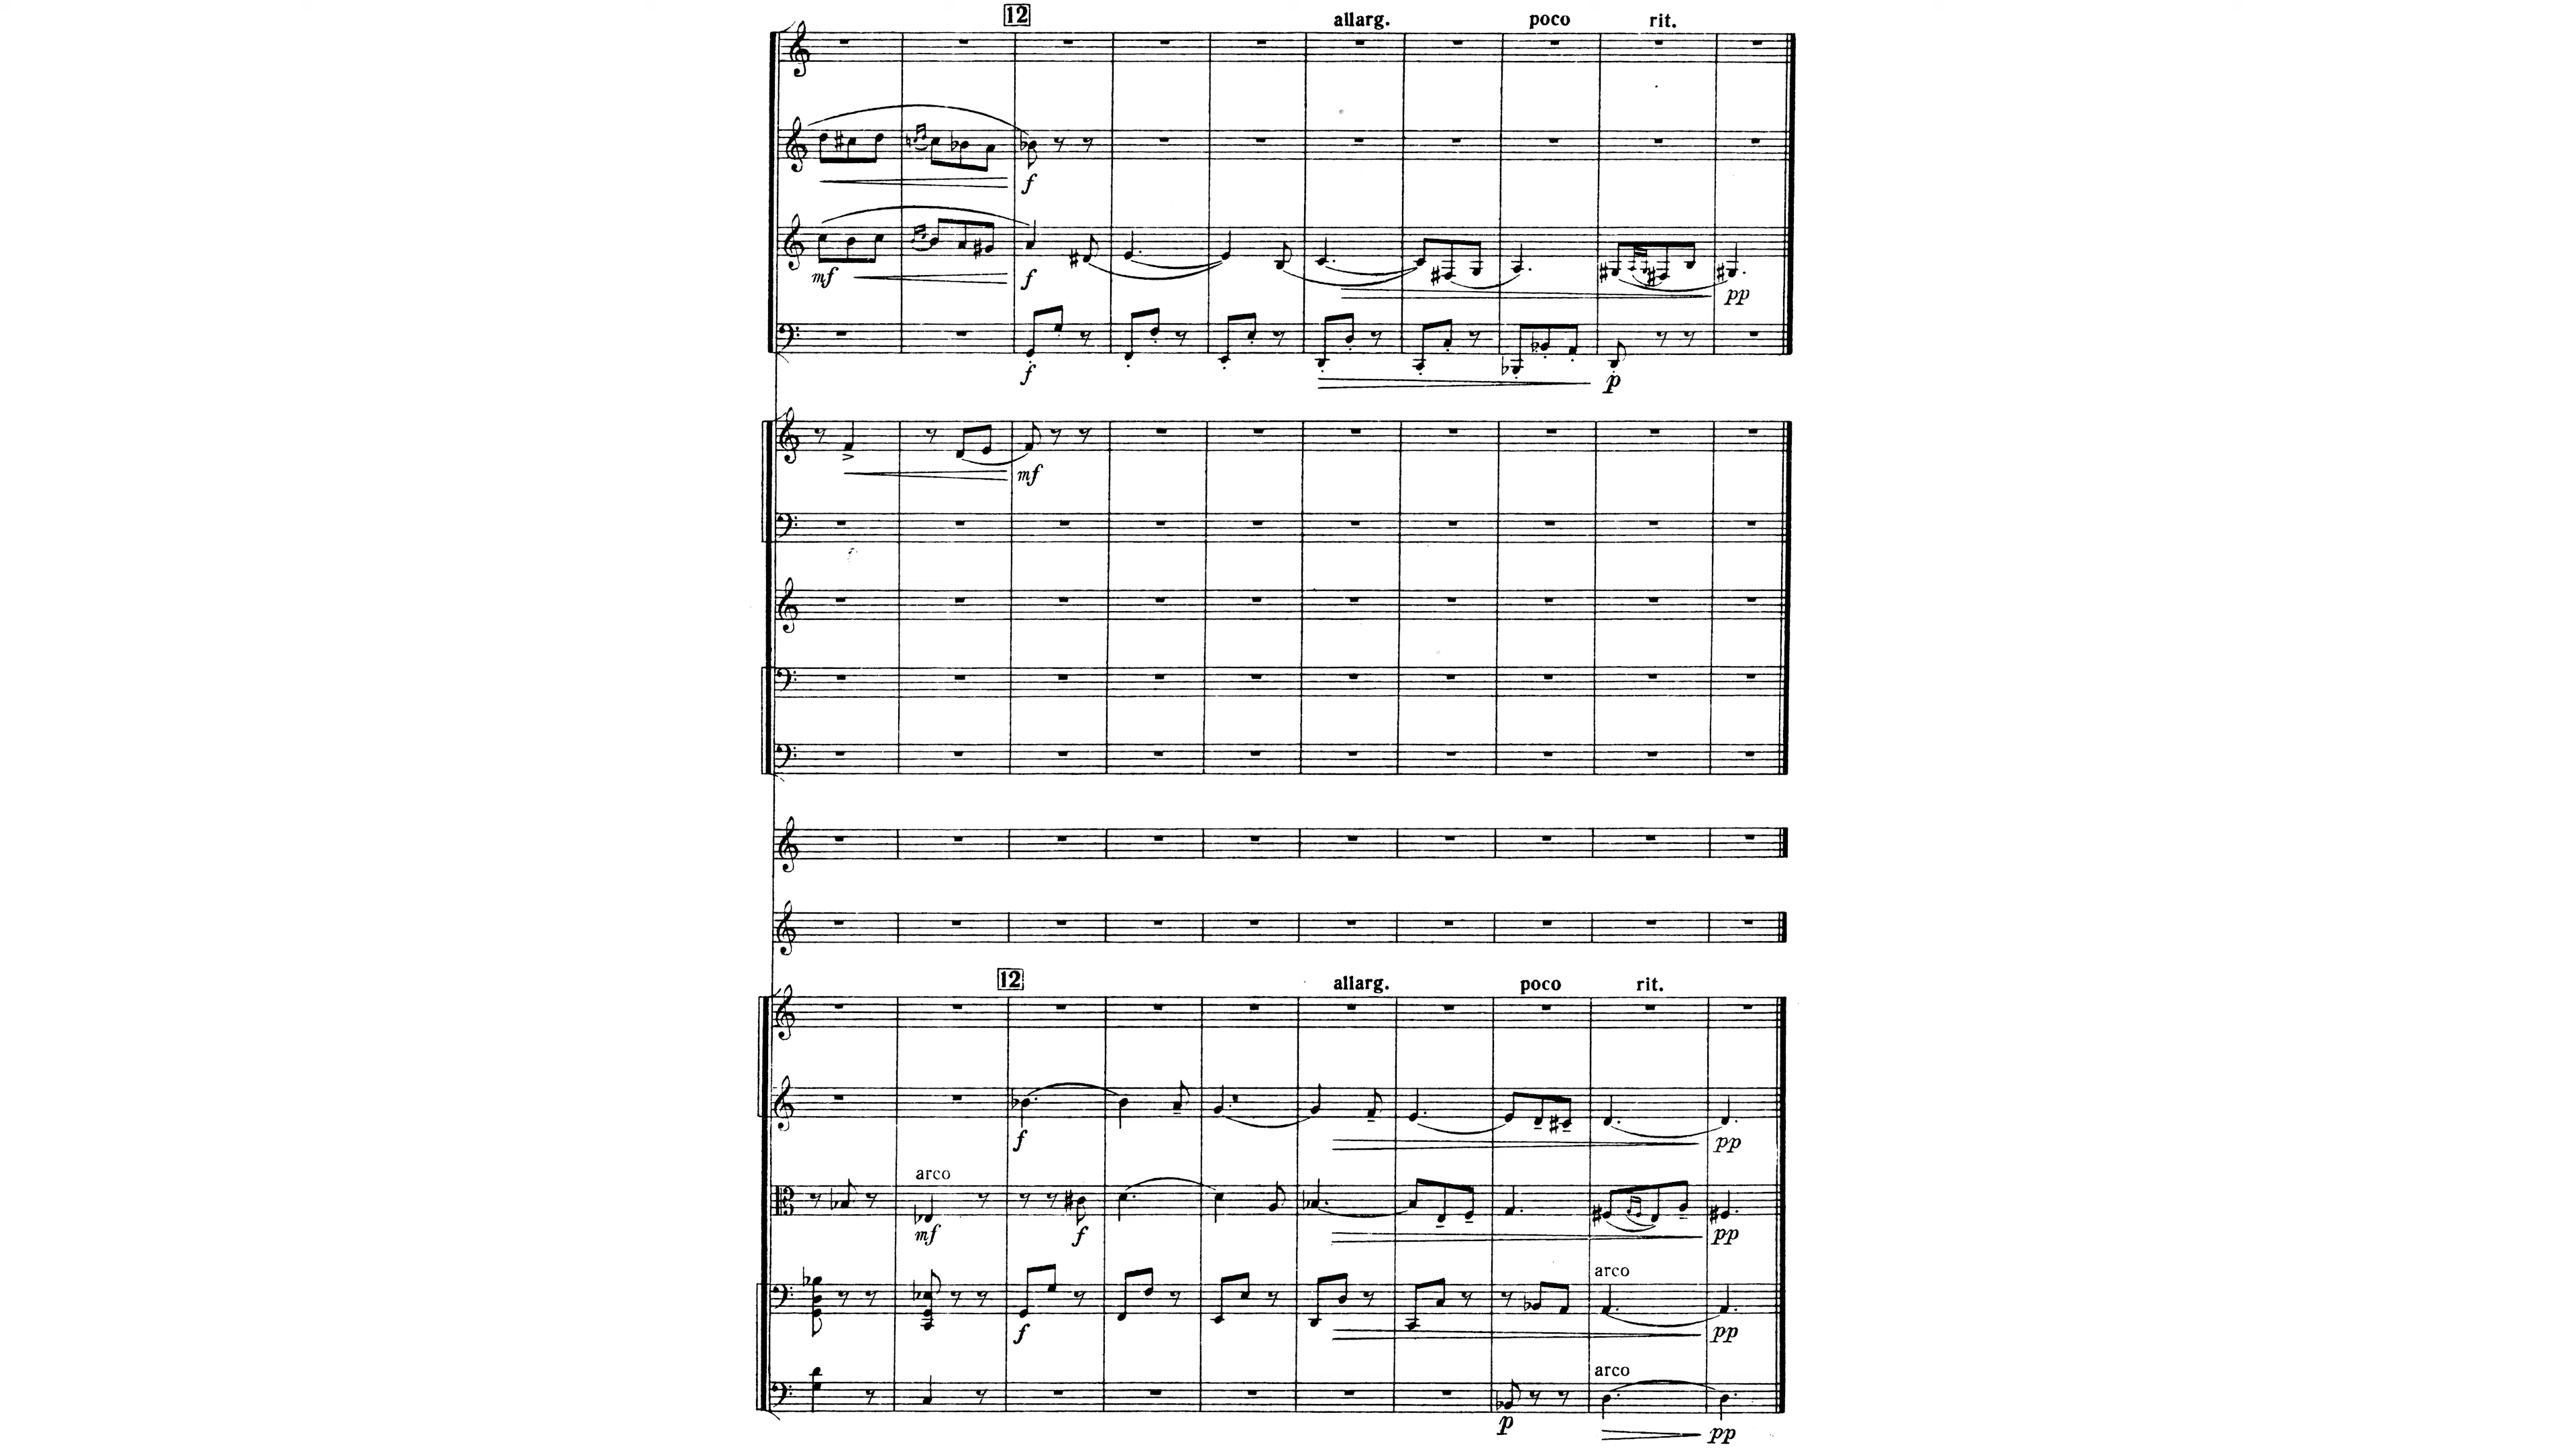 12 allarg. poco rit.
f
mf f pp
f p
mf
12 allarg. poco rit.
f pp
arco
mf f pp
arco
f pp
arco
p pp